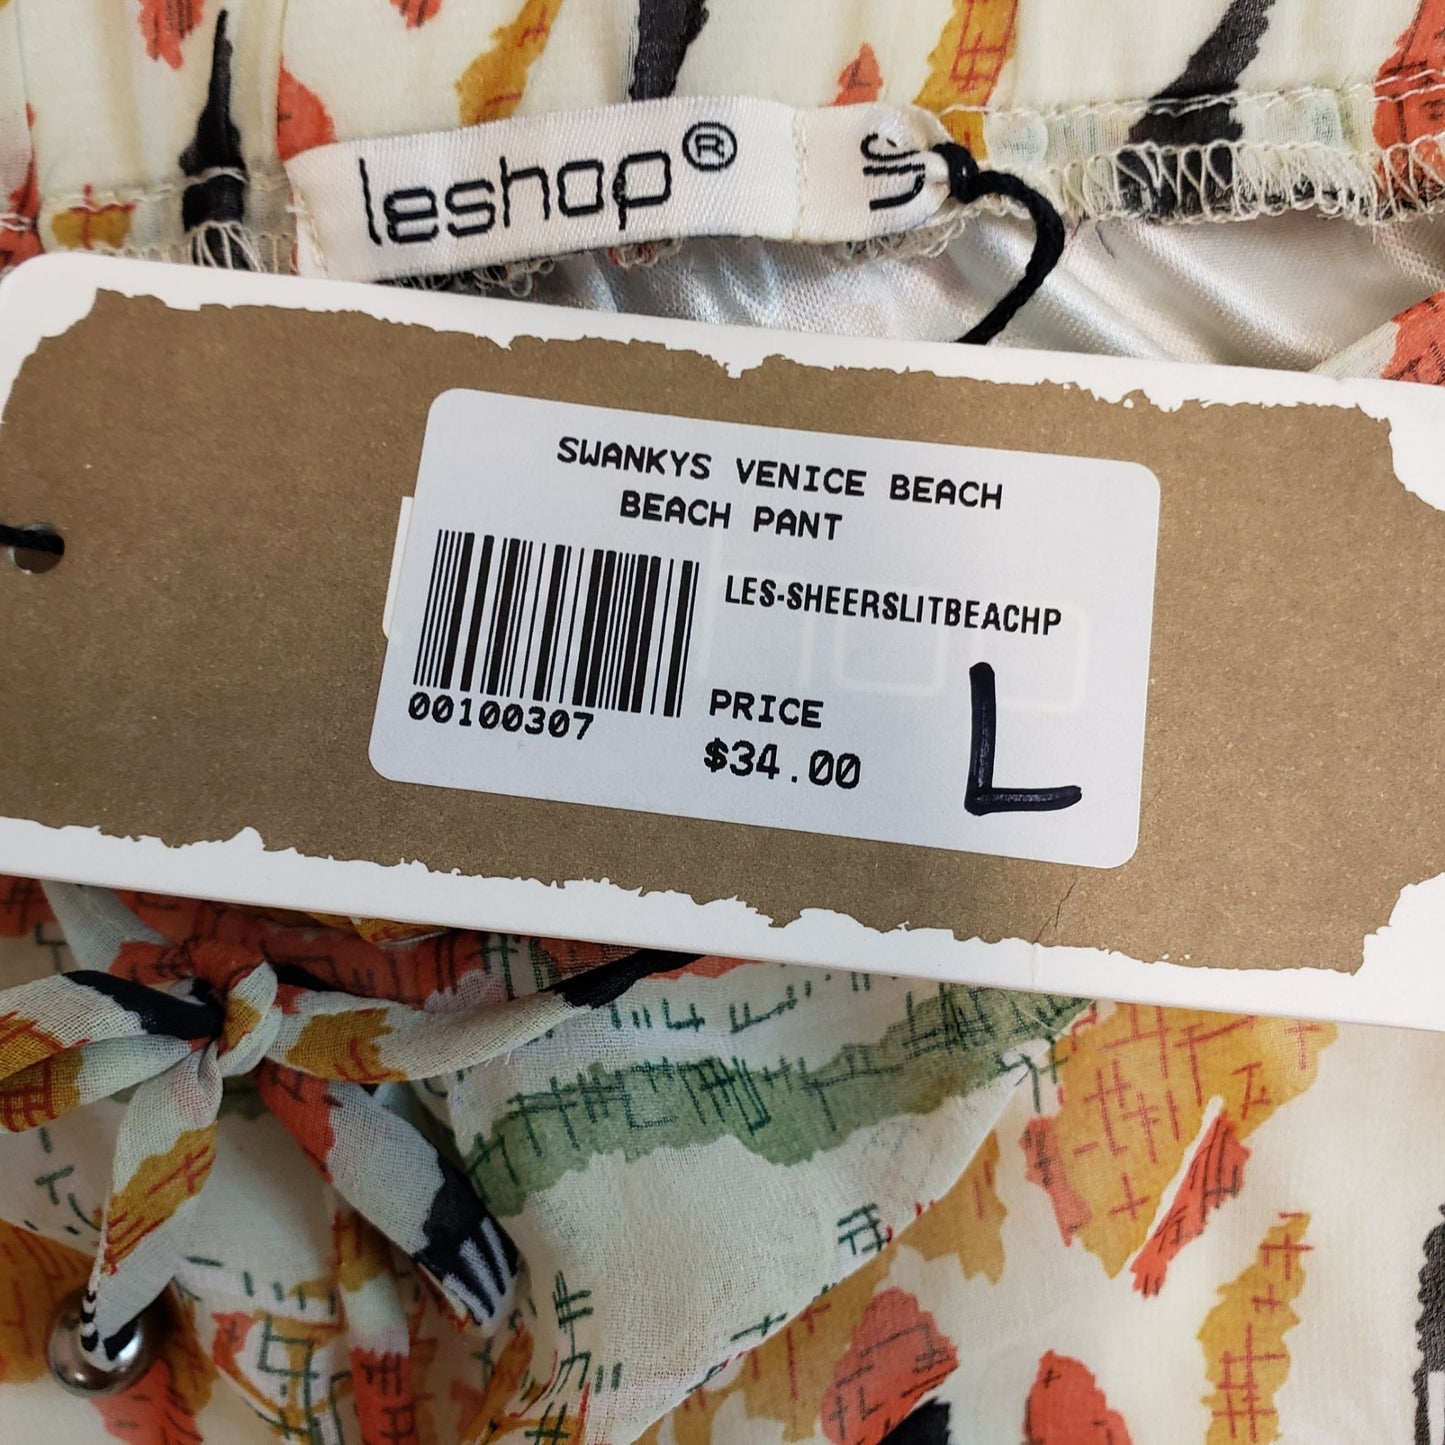 leshop®
SWANKYS VENICE BEACH
BEACH PANT
LES-SHEERSLITBEACHP
00100307
PRICE
$34.00
L